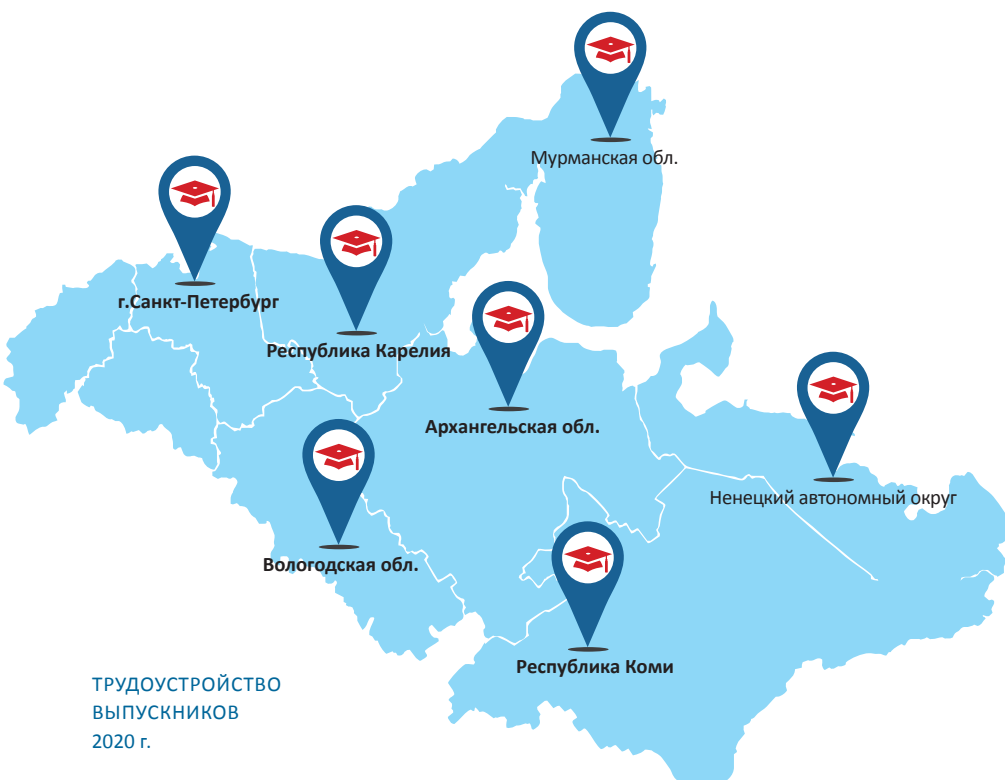 Мурманская обл.
г.Санкт-Петербург
Республика Карелия
Архангельская обл.
Ненецкий автономный округ
Вологодская обл.
Республика Коми
ТРУДОУСТРОЙСТВО
ВЫПУСКНИКОВ
2020 г.